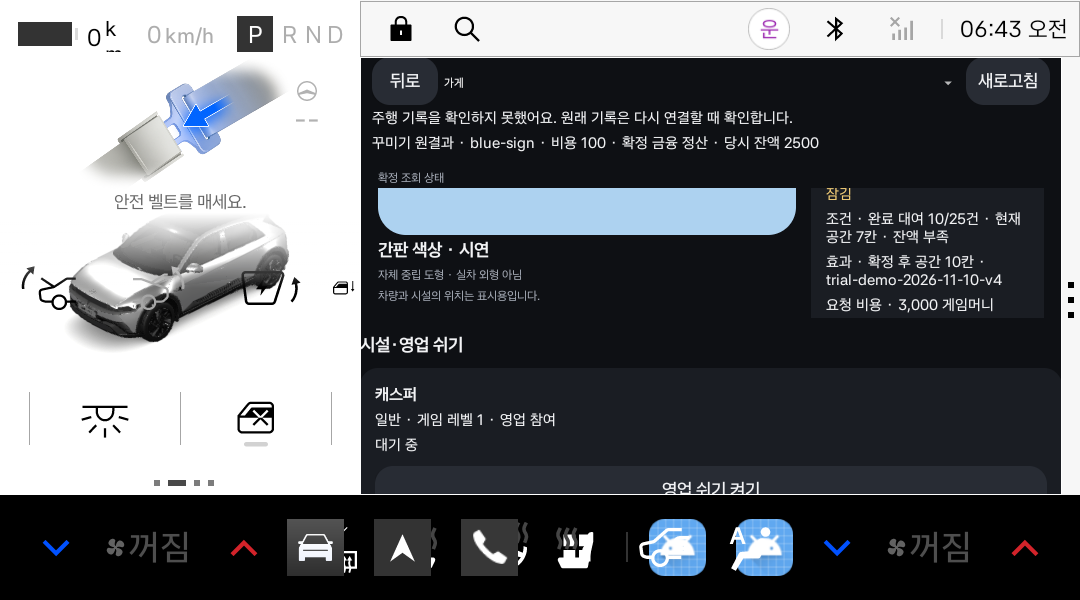 0 k
0 km/h
P R N D
운
06:43 오전
안전 벨트를 매세요.
뒤로
가게
새로고침
주행 기록을 확인하지 못했어요. 원래 기록은 다시 연결할 때 확인합니다.
꾸미기 원결과 · blue-sign · 비용 100 · 확정 금융 정산 · 당시 잔액 2500
확정 조회 상태
간판 색상 · 시연
자체 중립 도형 · 실차 외형 아님
차량과 시설의 위치는 표시용입니다.
잠김
조건 · 완료 대여 10/25건 · 현재
공간 7칸 · 잔액 부족
효과 · 확정 후 공간 10칸 ·
trial-demo-2026-11-10-v4
요청 비용 · 3,000 게임머니
시설·영업 쉬기
캐스퍼
일반 · 게임 레벨 1 · 영업 참여
대기 중
영업 쉬기 켜기
꺼짐
A
꺼짐